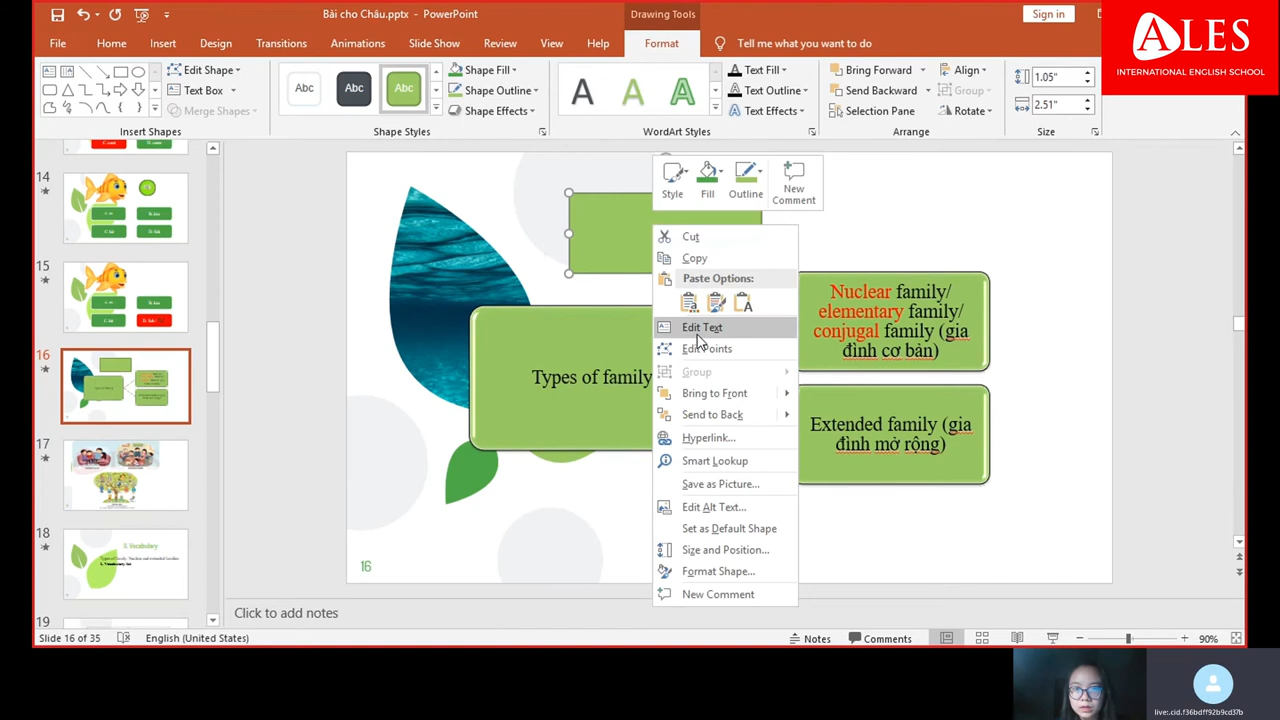 Bài cho Châu.pptx - PowerPoint
Drawing Tools
Sign in
ALES
INTERNATIONAL ENGLISH SCHOOL
File Home Insert Design Transitions Animations Slide Show Review View Help Format Tell me what you want to do
Edit Shape
Text Box
Merge Shapes
Insert Shapes
Abc Abc Abc
Shape Fill
Shape Outline
Shape Effects
Shape Styles
A A A
Text Fill
Text Outline
Text Effects
WordArt Styles
Bring Forward
Send Backward
Selection Pane
Align
Group
Rotate
Arrange
1.05"
2.51"
Size
14
15
16
17
18
5. Vocabulary
19
Style
Fill
Outline
New
Comment
Cut
Copy
Paste Options:
Edit Text
Edit Points
Group
Bring to Front
Send to Back
Hyperlink...
Smart Lookup
Save as Picture...
Edit Alt Text...
Set as Default Shape
Size and Position...
Format Shape...
New Comment
Types of family
Nuclear family/
elementary family/
conjugal family (gia
đình cơ bản)
Extended family (gia
đình mở rộng)
16
Click to add notes
Slide 16 of 35
English (United States)
Notes
Comments
90%
live:.cid.f36bdff92b9cd37b